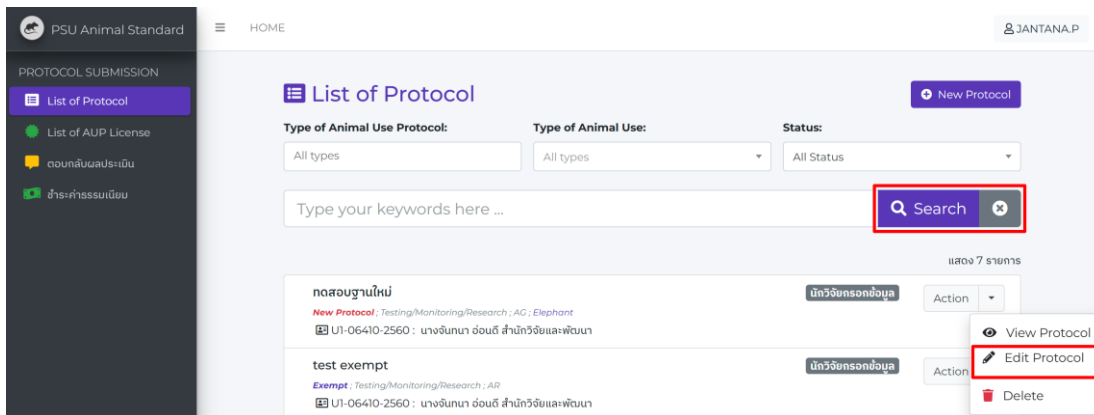 PSU Animal Standard
HOME
JANTANA.P
PROTOCOL SUBMISSION
List of Protocol
List of AUP License
ตอบกลับผลประเมิน
ชำระค่าธรรมเนียม
List of Protocol
New Protocol
Type of Animal Use Protocol:
Type of Animal Use:
Status:
All types
All types
All Status
Type your keywords here ...
Search
แสดง 7 รายการ
ทดสอบฐานใหม่
นักวิจัยกรอกข้อมูล
Action
New Protocol ; Testing/Monitoring/Research ; AG ; Elephant
U1-06410-2560 : นางจันทนา อ่อนดี สำนักวิจัยและพัฒนา
View Protocol
Edit Protocol
Delete
test exempt
นักวิจัยกรอกข้อมูล
Action
Exempt ; Testing/Monitoring/Research ; AR
U1-06410-2560 : นางจันทนา อ่อนดี สำนักวิจัยและพัฒนา